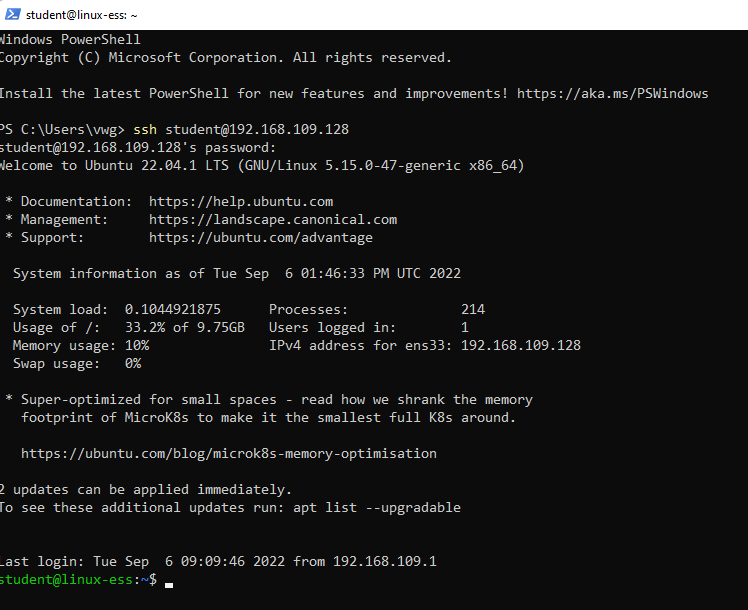 student@linux-ess: ~
Windows PowerShell
Copyright (C) Microsoft Corporation. All rights reserved.
Install the latest PowerShell for new features and improvements! https://aka.ms/PSWindows
PS C:\Users\vwg> ssh student@192.168.109.128
student@192.168.109.128's password:
Welcome to Ubuntu 22.04.1 LTS (GNU/Linux 5.15.0-47-generic x86_64)
* Documentation:  https://help.ubuntu.com
* Management:     https://landscape.canonical.com
* Support:        https://ubuntu.com/advantage
System information as of Tue Sep  6 01:46:33 PM UTC 2022
System load:  0.1044921875      Processes:              214
Usage of /:   33.2% of 9.75GB   Users logged in:        1
Memory usage: 10%               IPv4 address for ens33: 192.168.109.128
Swap usage:   0%
* Super-optimized for small spaces - read how we shrank the memory
footprint of MicroK8s to make it the smallest full K8s around.
https://ubuntu.com/blog/microk8s-memory-optimisation
2 updates can be applied immediately.
To see these additional updates run: apt list --upgradable
Last login: Tue Sep  6 09:09:46 2022 from 192.168.109.1
student@linux-ess:~$